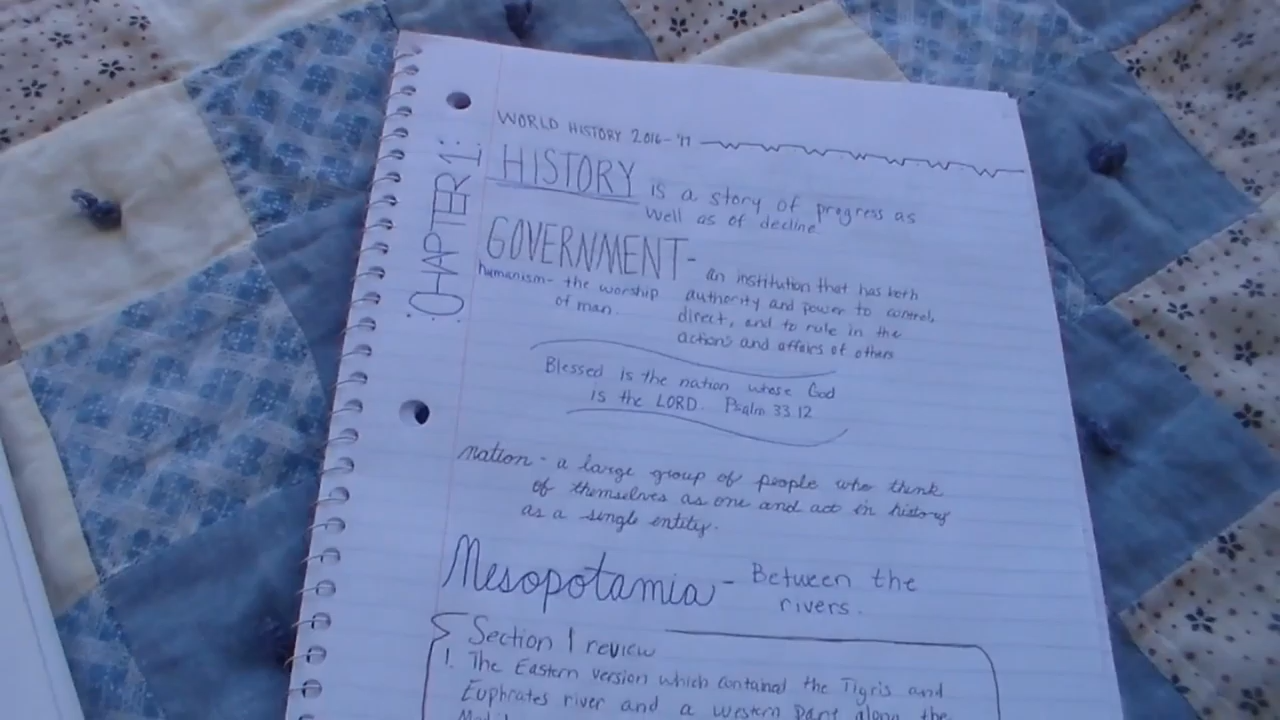 WORLD HISTORY 2016-'17
CHAPTER 1:
HISTORY is a story of progress as
well as of decline
GOVERNMENT- an institution that has both
authority and power to control,
direct, and to rule in the
actions and affairs of others
humanism- the worship
of man.
Blessed is the nation whose God
is the LORD. Psalm 33:12
nation - a large group of people who think
of themselves as one and act in history
as a single entity.
Mesopotamia - Between the
rivers.
Section 1 review
1. The Eastern version which contained the Tigris and
Euphrates river and a western part along the